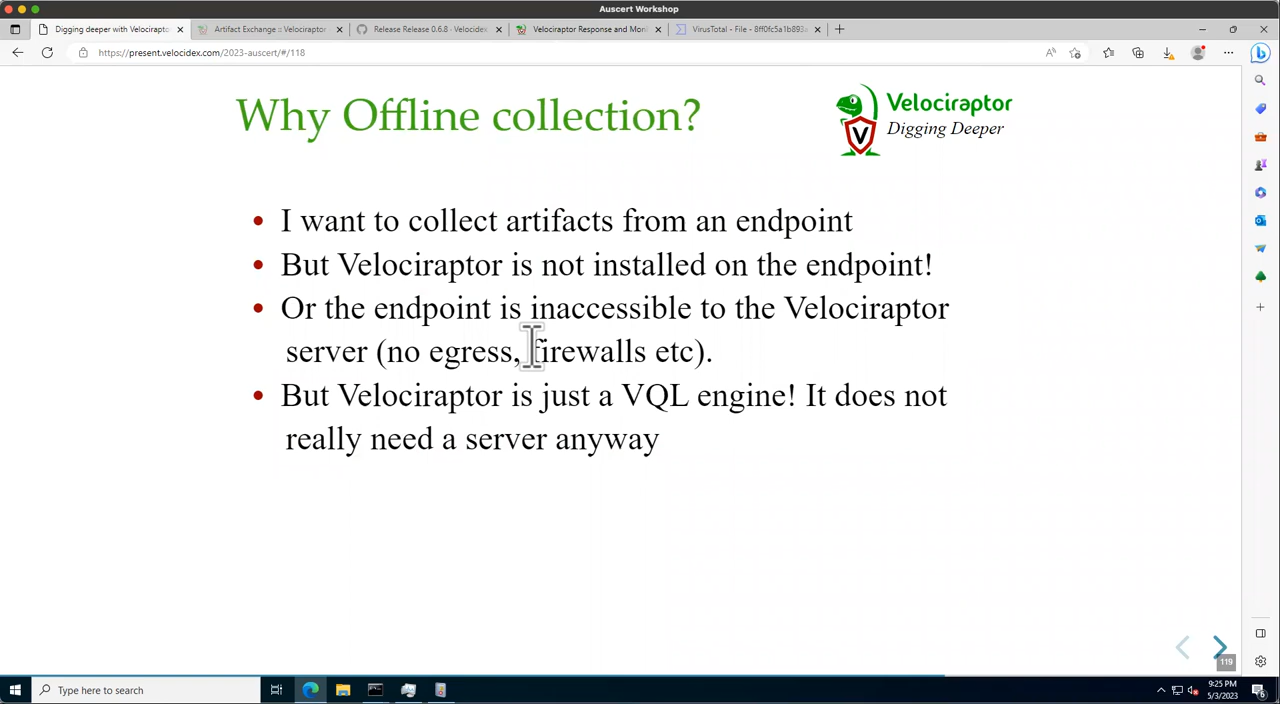 Auscert Workshop
Digging deeper with Velociraptor
Artifact Exchange :: Velociraptor
Release Release 0.6.8 · Velocidex
Velociraptor Response and Moni
VirusTotal - File - 8ff0fc5a1b893
https://present.velocidex.com/2023-auscert/#/118
Why Offline collection?
Velociraptor
Digging Deeper
V
• I want to collect artifacts from an endpoint
• But Velociraptor is not installed on the endpoint!
• Or the endpoint is inaccessible to the Velociraptor
server (no egress, firewalls etc).
• But Velociraptor is just a VQL engine! It does not
really need a server anyway
119
Type here to search
9:25 PM
5/3/2023